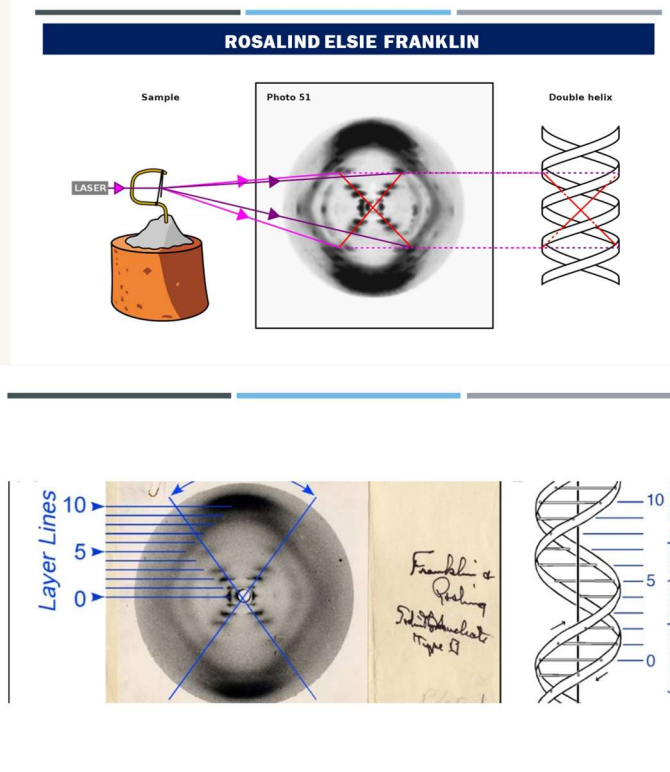 ROSALIND ELSIE FRANKLIN
Sample
Photo 51
Double helix
LASER
Layer Lines
10
5
0
Franklin &
Gosling
Type B
10
5
0